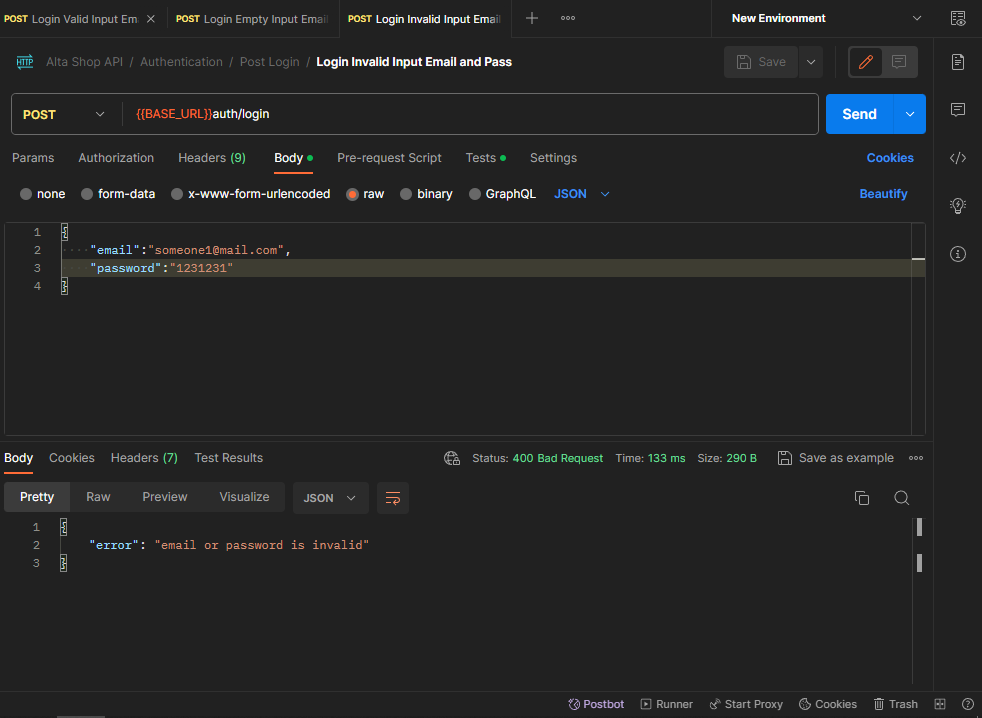 POST Login Valid Input Em
POST Login Empty Input Email
POST Login Invalid Input Email
New Environment
HTTP Alta Shop API / Authentication / Post Login / Login Invalid Input Email and Pass
Save
POST
{{BASE_URL}}auth/login
Send
Params Authorization Headers (9) Body Pre-request Script Tests Settings Cookies
none form-data x-www-form-urlencoded raw binary GraphQL JSON Beautify
1 {
2 "email":"someone1@mail.com",
3 "password":"1231231"
4 }
Body Cookies Headers (7) Test Results Status: 400 Bad Request Time: 133 ms Size: 290 B Save as example
Pretty Raw Preview Visualize JSON
1 {
2 "error": "email or password is invalid"
3 }
Postbot Runner Start Proxy Cookies Trash